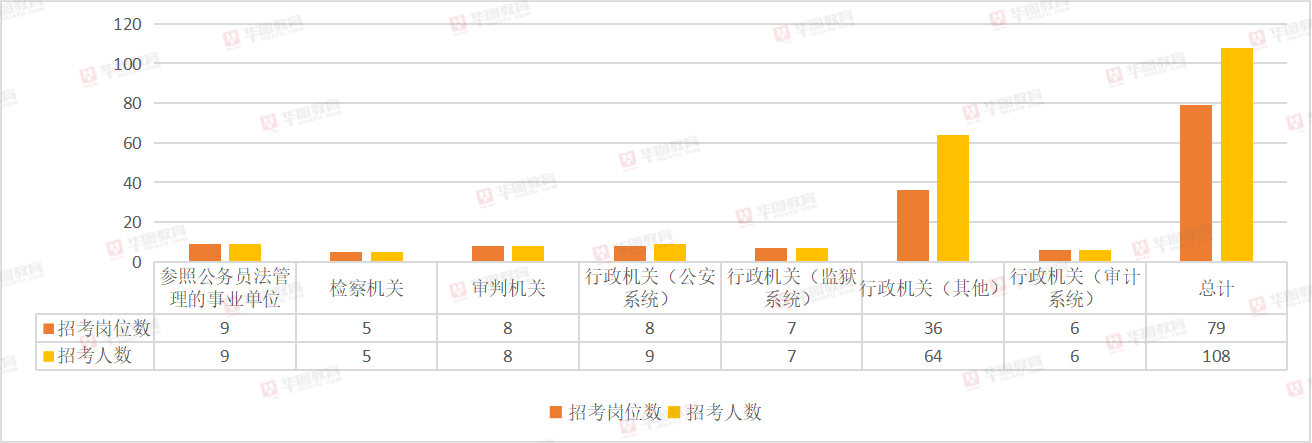 120
100
80
60
40
20
0
参照公务员法管
理的事业单位
检察机关
审判机关
行政机关（公安
系统）
行政机关（监狱
系统）
行政机关（其他）
行政机关（审计
系统）
总计
招考岗位数 9 5 8 8 7 36 6 79
招考人数 9 5 8 9 7 64 6 108
招考岗位数 招考人数
华图教育